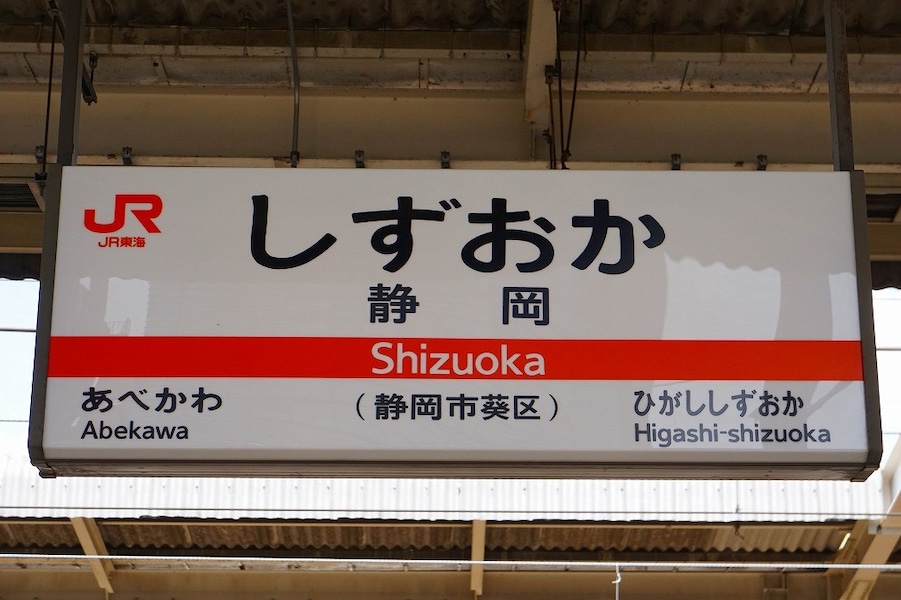 JR
JR東海
しずおか
静岡
Shizuoka
あべかわ
Abekawa
（静岡市葵区）
ひがししずおか
Higashi-shizuoka